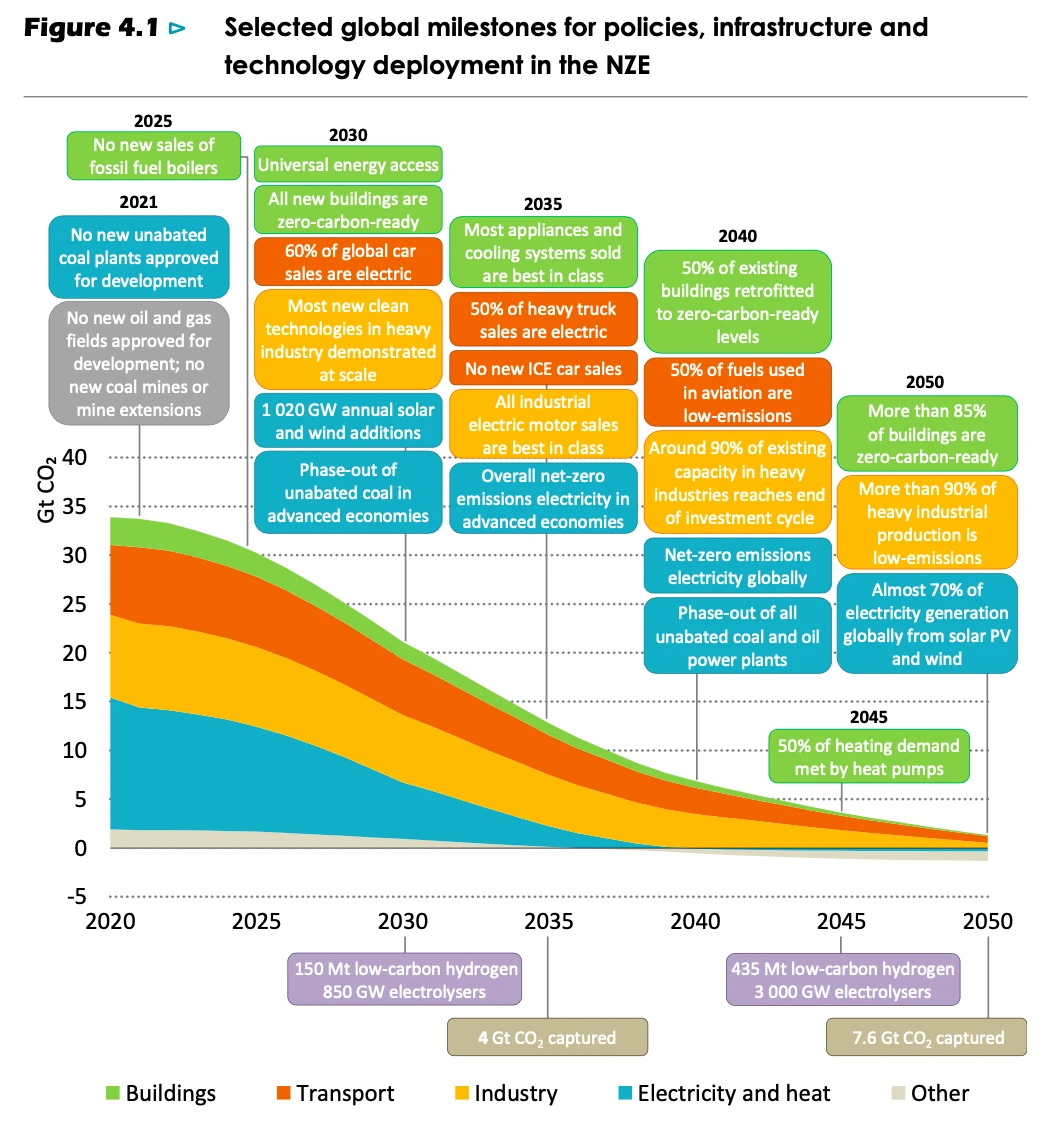 Figure 4.1 ⊳ Selected global milestones for policies, infrastructure and
technology deployment in the NZE
2025
No new sales of
fossil fuel boilers
2021
No new unabated
coal plants approved
for development
No new oil and gas
fields approved for
development; no
new coal mines or
mine extensions
2030
Universal energy access
All new buildings are
zero-carbon-ready
60% of global car
sales are electric
Most new clean
technologies in heavy
industry demonstrated
at scale
1 020 GW annual solar
and wind additions
Phase-out of
unabated coal in
advanced economies
2035
Most appliances and
cooling systems sold
are best in class
50% of heavy truck
sales are electric
No new ICE car sales
All industrial
electric motor sales
are best in class
Overall net-zero
emissions electricity in
advanced economies
2040
50% of existing
buildings retrofitted
to zero-carbon-ready
levels
50% of fuels used
in aviation are
low-emissions
Around 90% of existing
capacity in heavy
industries reaches end
of investment cycle
Net-zero emissions
electricity globally
Phase-out of all
unabated coal and oil
power plants
2050
More than 85%
of buildings are
zero-carbon-ready
More than 90% of
heavy industrial
production is
low-emissions
Almost 70% of
electricity generation
globally from solar PV
and wind
2045
50% of heating demand
met by heat pumps
Gt CO₂
40
35
30
25
20
15
10
5
0
-5
2020 2025 2030 2035 2040 2045 2050
150 Mt low-carbon hydrogen
850 GW electrolysers
435 Mt low-carbon hydrogen
3 000 GW electrolysers
4 Gt CO₂ captured
7.6 Gt CO₂ captured
Buildings Transport Industry Electricity and heat Other